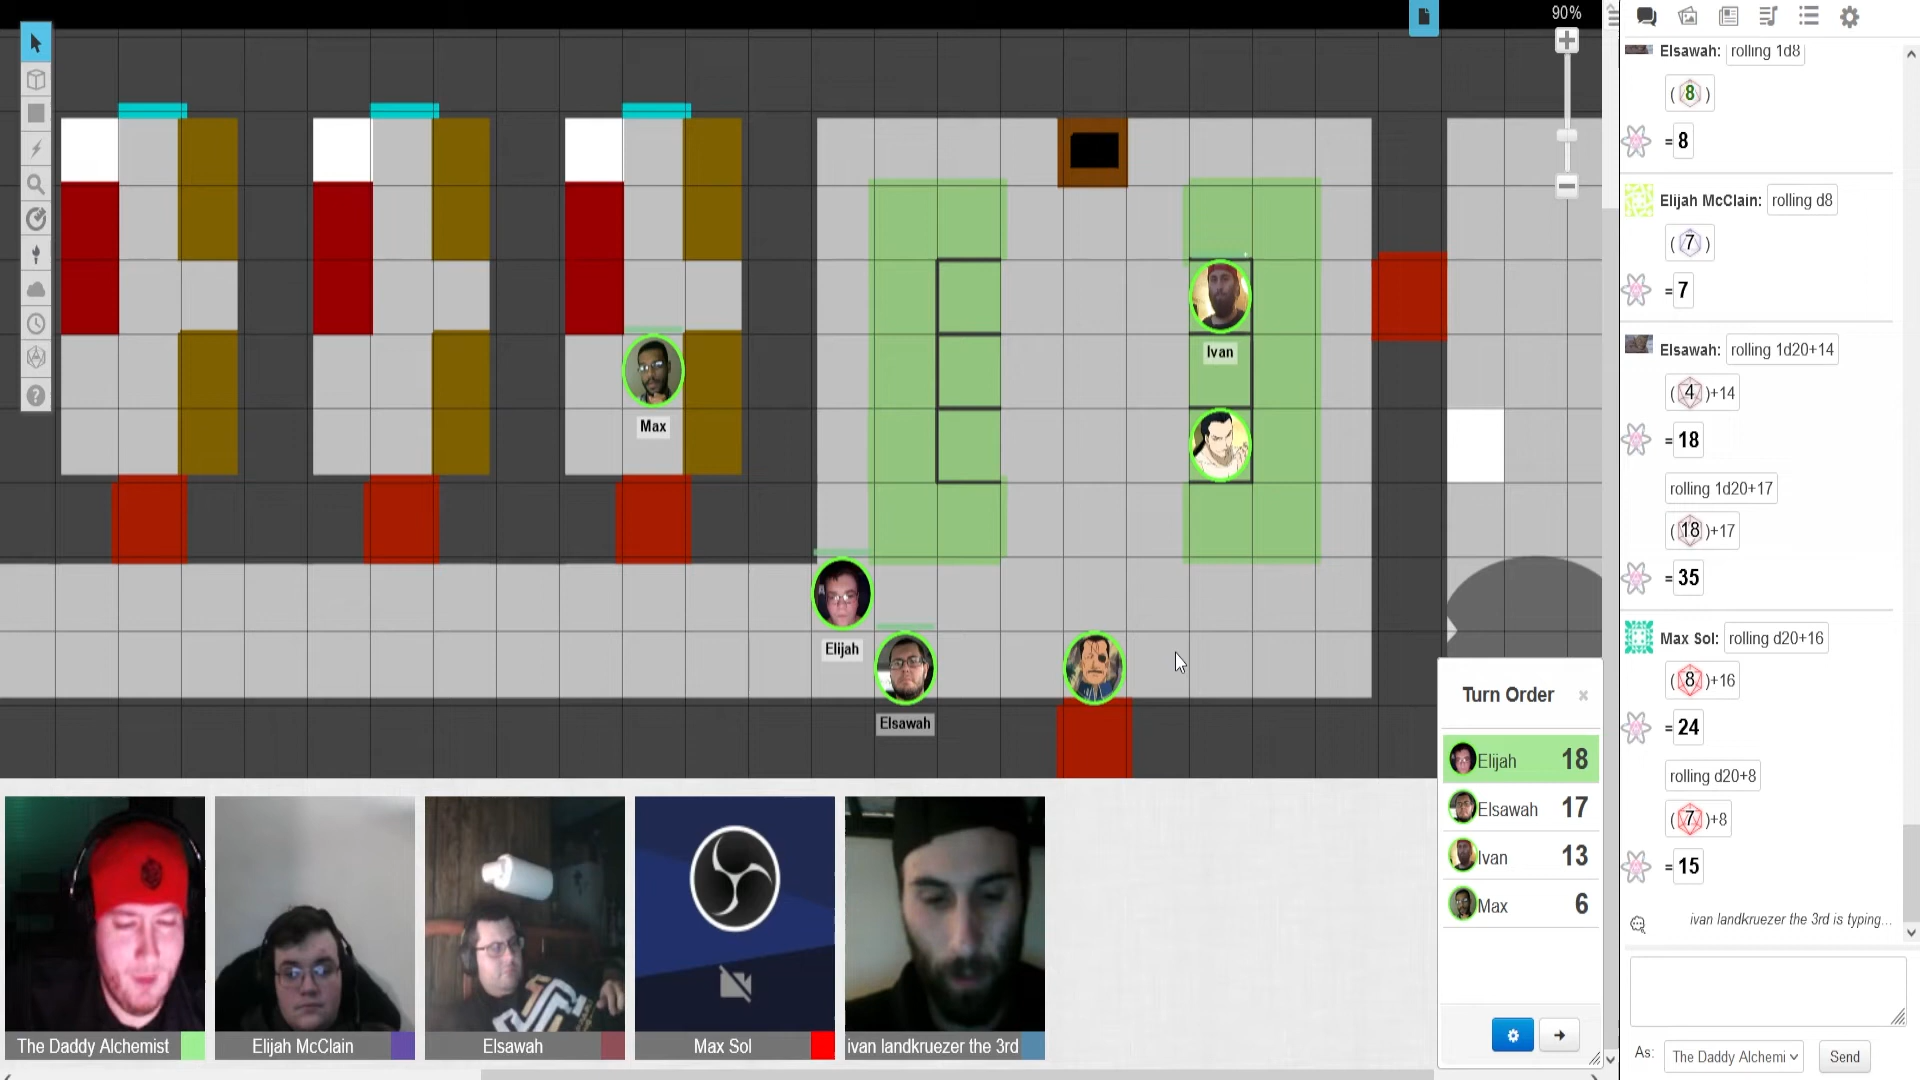 90%
Max
Ivan
Elijah
Elsawah
Turn Order ×
Elijah 18
Elsawah 17
Ivan 13
Max 6
The Daddy Alchemist
Elijah McClain
Elsawah
Max Sol
ivan landkruezer the 3rd
Elsawah: rolling 1d8
(8)
=8
Elijah McClain: rolling d8
(7)
=7
Elsawah: rolling 1d20+14
(4)+14
=18
rolling 1d20+17
(18)+17
=35
Max Sol: rolling d20+16
(8)+16
=24
rolling d20+8
(7)+8
=15
ivan landkruezer the 3rd is typing...
As: The Daddy Alchemi Send